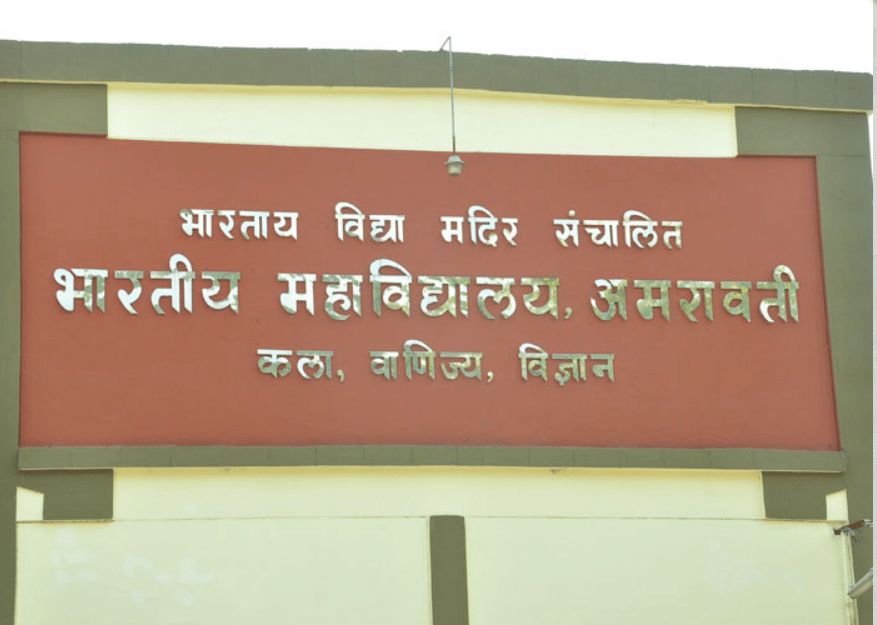 भारताय विद्या मदिर संचालित
भारतीय महाविद्यालय, अमरावती
कला, वाणिज्य, विज्ञान